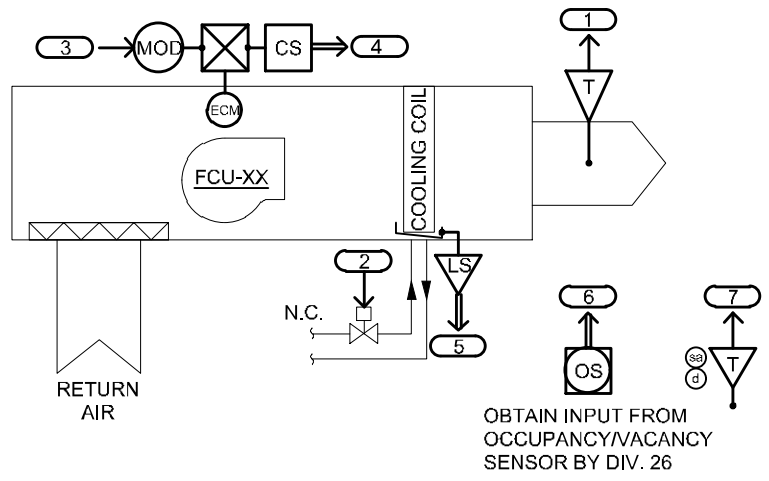 1
3
MOD
CS
4
T
ECM
FCU-XX
COOLING COIL
2
LS
N.C.
5
6
7
RETURN
AIR
OS
sa
d
T
OBTAIN INPUT FROM
OCCUPANCY/VACANCY
SENSOR BY DIV. 26